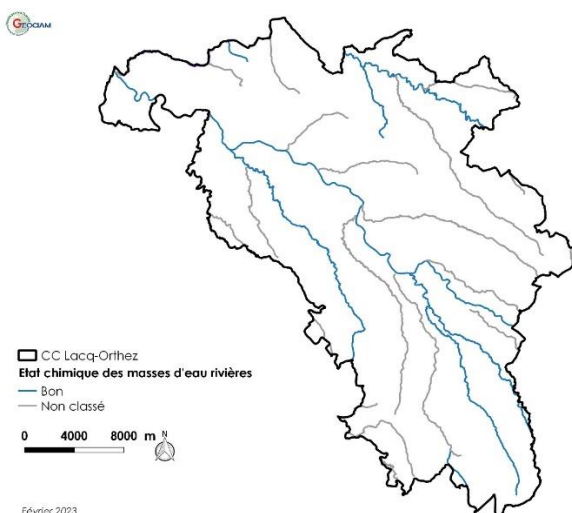 GEOCIAM
CC Lacq-Orthez
Etat chimique des masses d'eau rivières
Bon
Non classé
0 4000 8000 m N
Février 2023